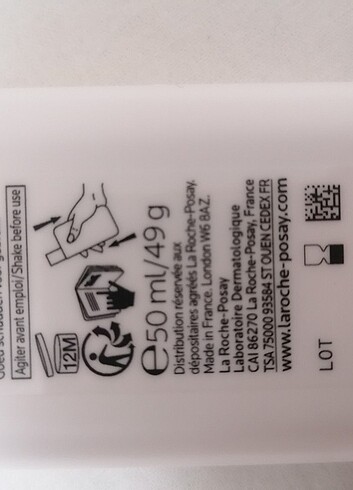 Agiter avant emploi/Shake before use
12M
e50 ml/49 g
Distribution réservée aux
dépositaires agréés La Roche-Posay.
Made in France. London W6 8AZ.
La Roche-Posay
Laboratoire Dermatologique
CAI 86270 La Roche-Posay, France
TSA 75000 93584 ST OUEN CEDEX FR
www.laroche-posay.com
LOT